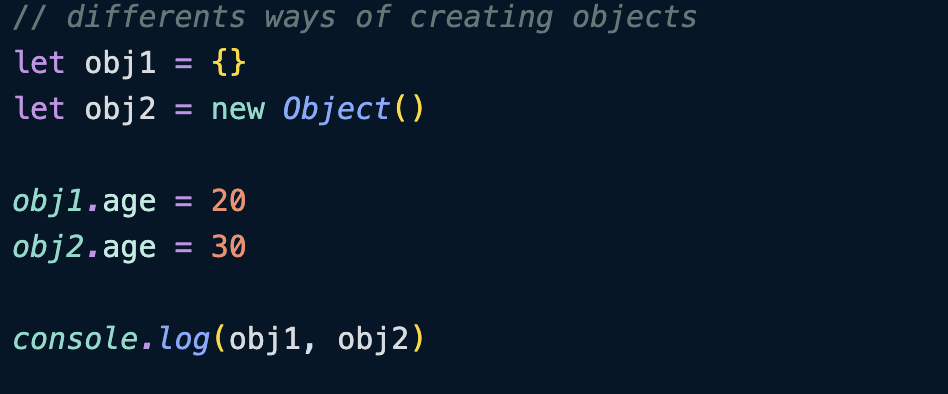 // differents ways of creating objects
let obj1 = {}
let obj2 = new Object()
obj1.age = 20
obj2.age = 30
console.log(obj1, obj2)